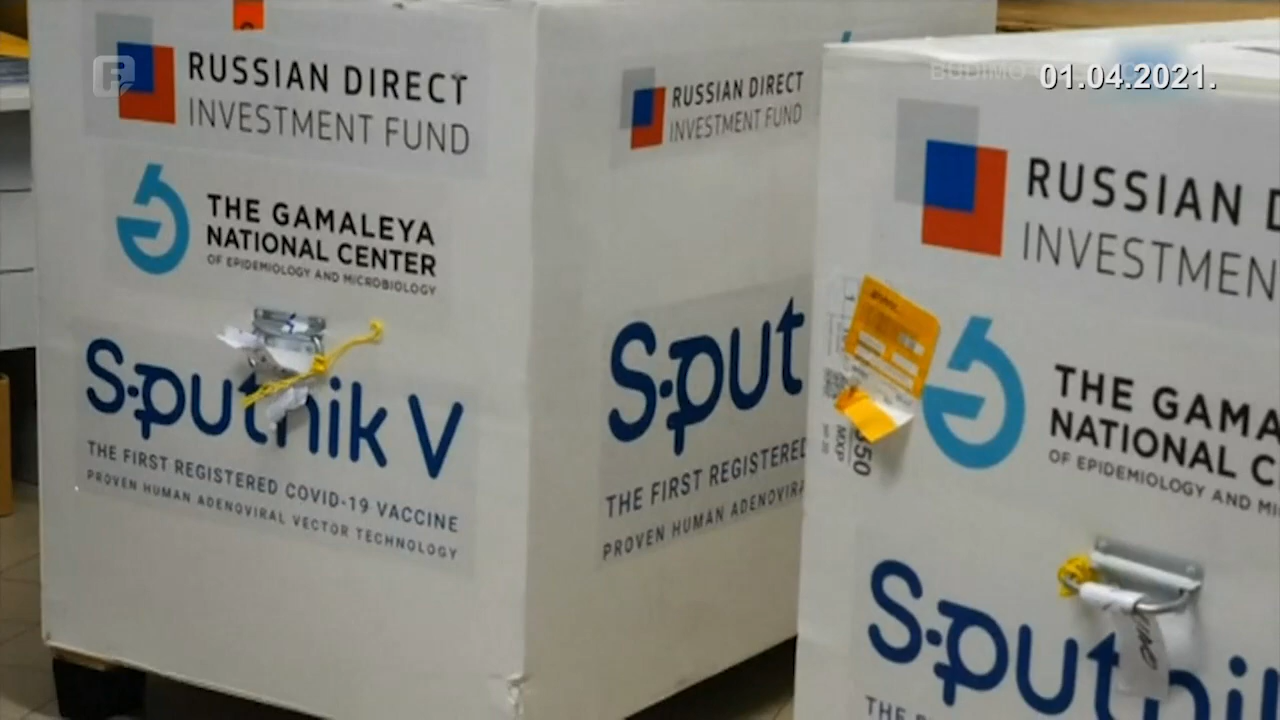 01.04.2021.
RUSSIAN DIRECT
INVESTMENT FUND
THE GAMALEYA
NATIONAL CENTER
OF EPIDEMIOLOGY AND MICROBIOLOGY
Sputnik V
THE FIRST REGISTERED COVID-19 VACCINE
PROVEN HUMAN ADENOVIRAL VECTOR TECHNOLOGY
RUSSIAN DIRECT
INVESTMENT FUND
Sput
THE FIRST REGISTERED
PROVEN HUMAN ADENOVIRA
RUSSIAN D
INVESTMEN
THE GAMA
NATIONAL C
OF EPIDEMIOLOGY AND MI
MXP
Sputnik
THE